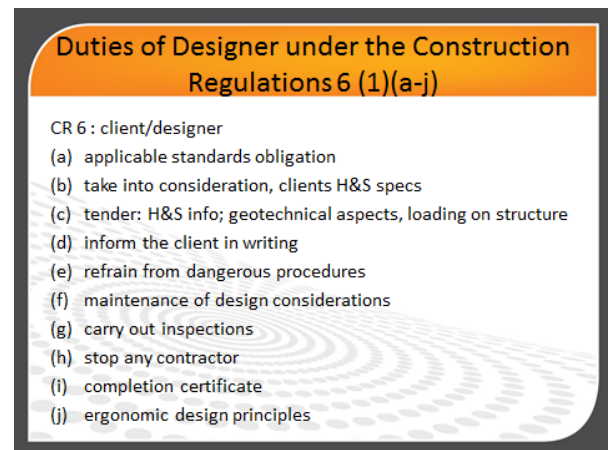 Duties of Designer under the Construction
Regulations 6 (1)(a-j)
CR 6 : client/designer
(a) applicable standards obligation
(b) take into consideration, clients H&S specs
(c) tender: H&S info; geotechnical aspects, loading on structure
(d) inform the client in writing
(e) refrain from dangerous procedures
(f) maintenance of design considerations
(g) carry out inspections
(h) stop any contractor
(i) completion certificate
(j) ergonomic design principles